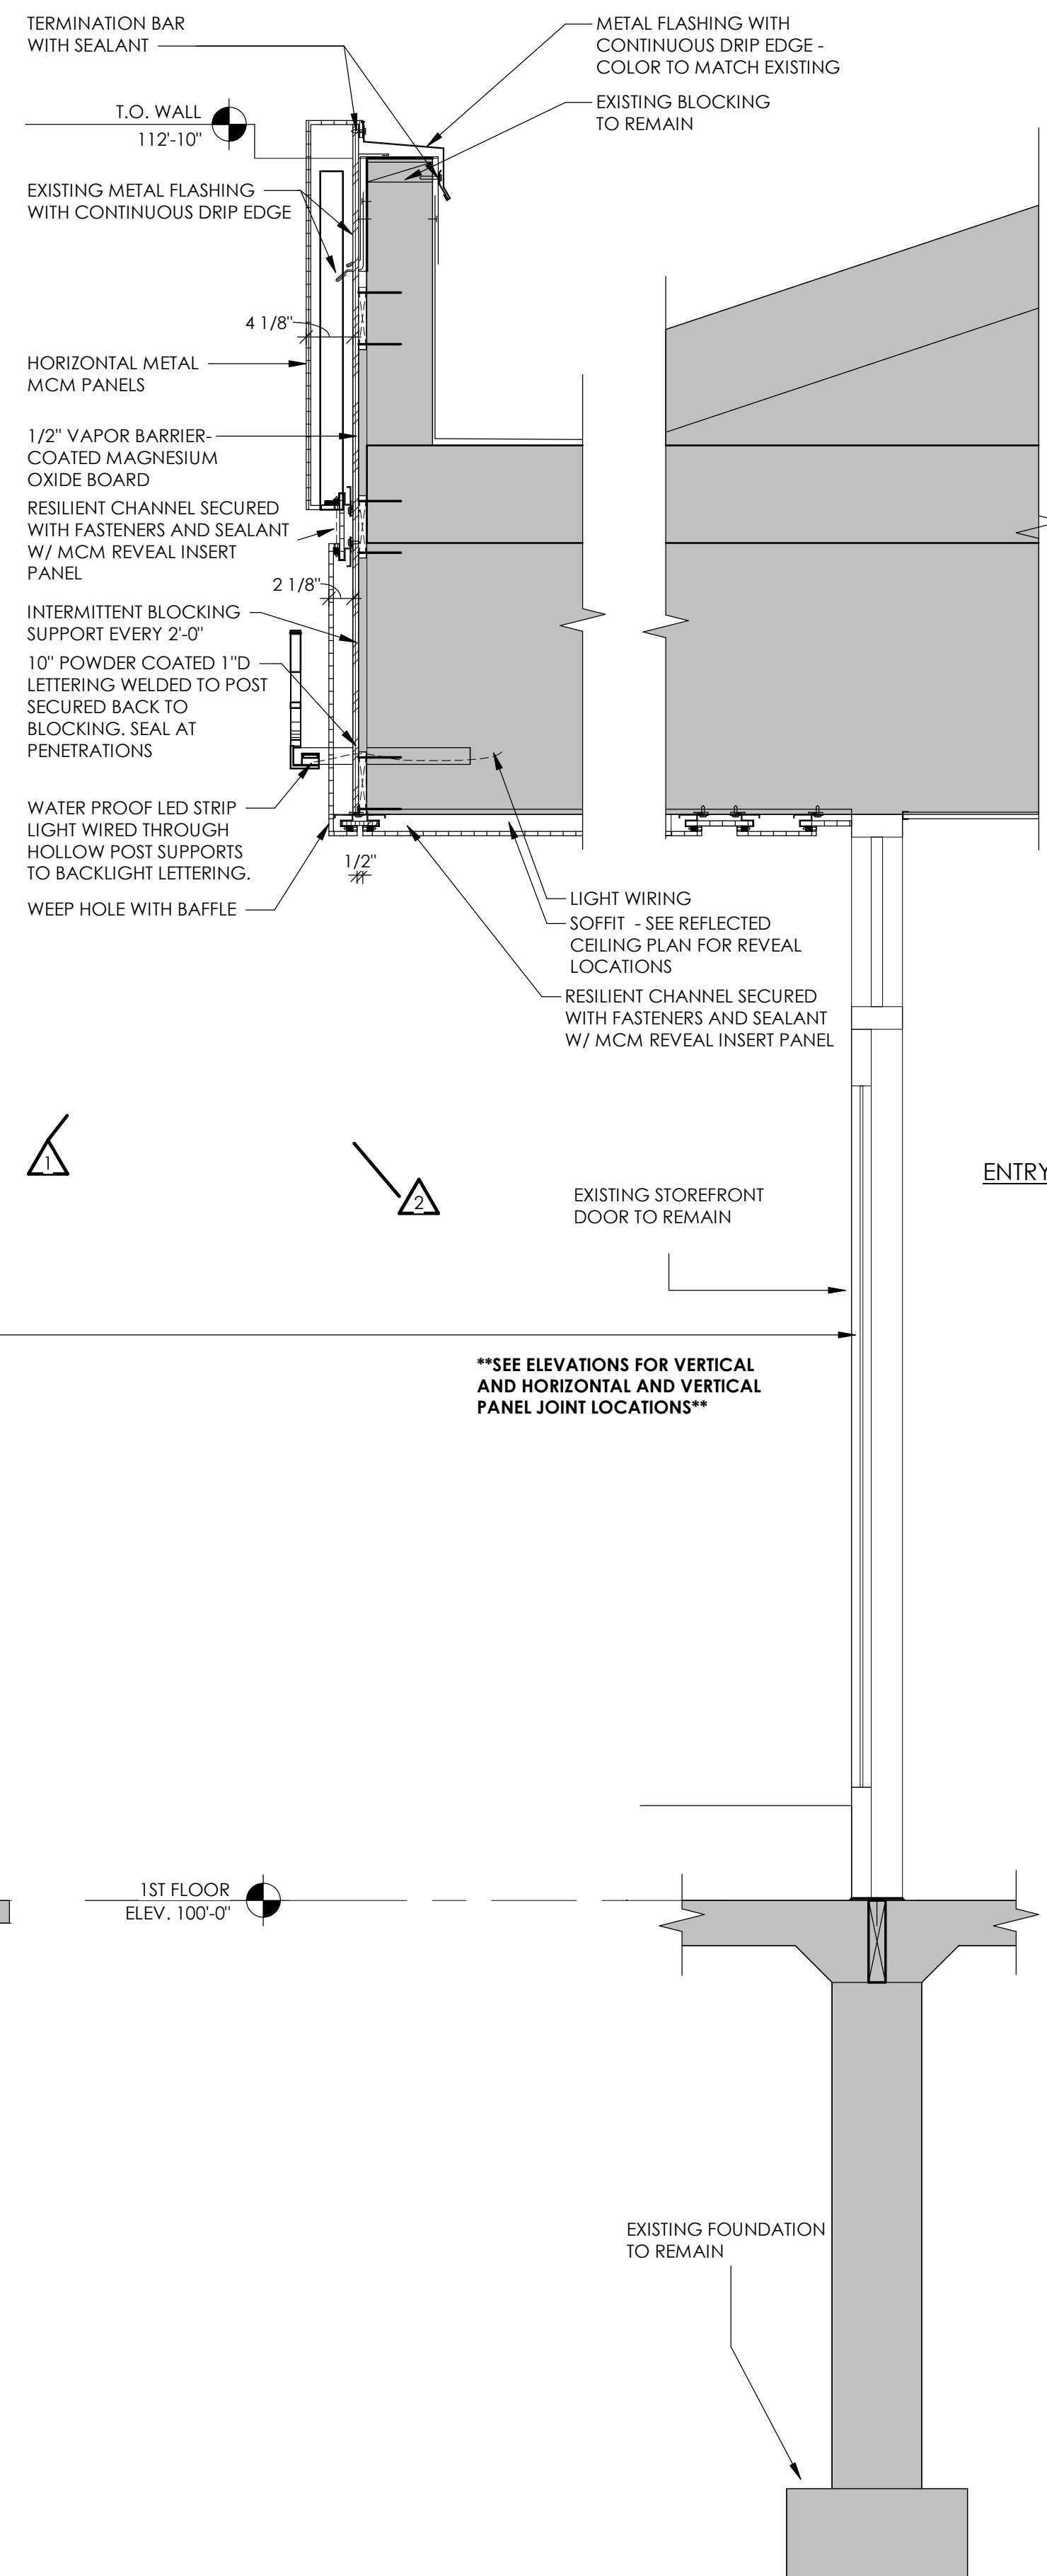 TERMINATION BAR
WITH SEALANT
METAL FLASHING WITH
CONTINUOUS DRIP EDGE -
COLOR TO MATCH EXISTING
EXISTING BLOCKING
TO REMAIN
T.O. WALL
112'-10"
EXISTING METAL FLASHING
WITH CONTINUOUS DRIP EDGE
4 1/8"
HORIZONTAL METAL
MCM PANELS
1/2" VAPOR BARRIER-
COATED MAGNESIUM
OXIDE BOARD
RESILIENT CHANNEL SECURED
WITH FASTENERS AND SEALANT
W/ MCM REVEAL INSERT
PANEL
2 1/8"
INTERMITTENT BLOCKING
SUPPORT EVERY 2'-0"
10" POWDER COATED 1"D
LETTERING WELDED TO POST
SECURED BACK TO
BLOCKING. SEAL AT
PENETRATIONS
WATER PROOF LED STRIP
LIGHT WIRED THROUGH
HOLLOW POST SUPPORTS
TO BACKLIGHT LETTERING.
WEEP HOLE WITH BAFFLE
1/2"
LIGHT WIRING
SOFFIT - SEE REFLECTED
CEILING PLAN FOR REVEAL
LOCATIONS
RESILIENT CHANNEL SECURED
WITH FASTENERS AND SEALANT
W/ MCM REVEAL INSERT PANEL
1
2
ENTRY
EXISTING STOREFRONT
DOOR TO REMAIN
**SEE ELEVATIONS FOR VERTICAL
AND HORIZONTAL AND VERTICAL
PANEL JOINT LOCATIONS**
1ST FLOOR
ELEV. 100'-0"
EXISTING FOUNDATION
TO REMAIN